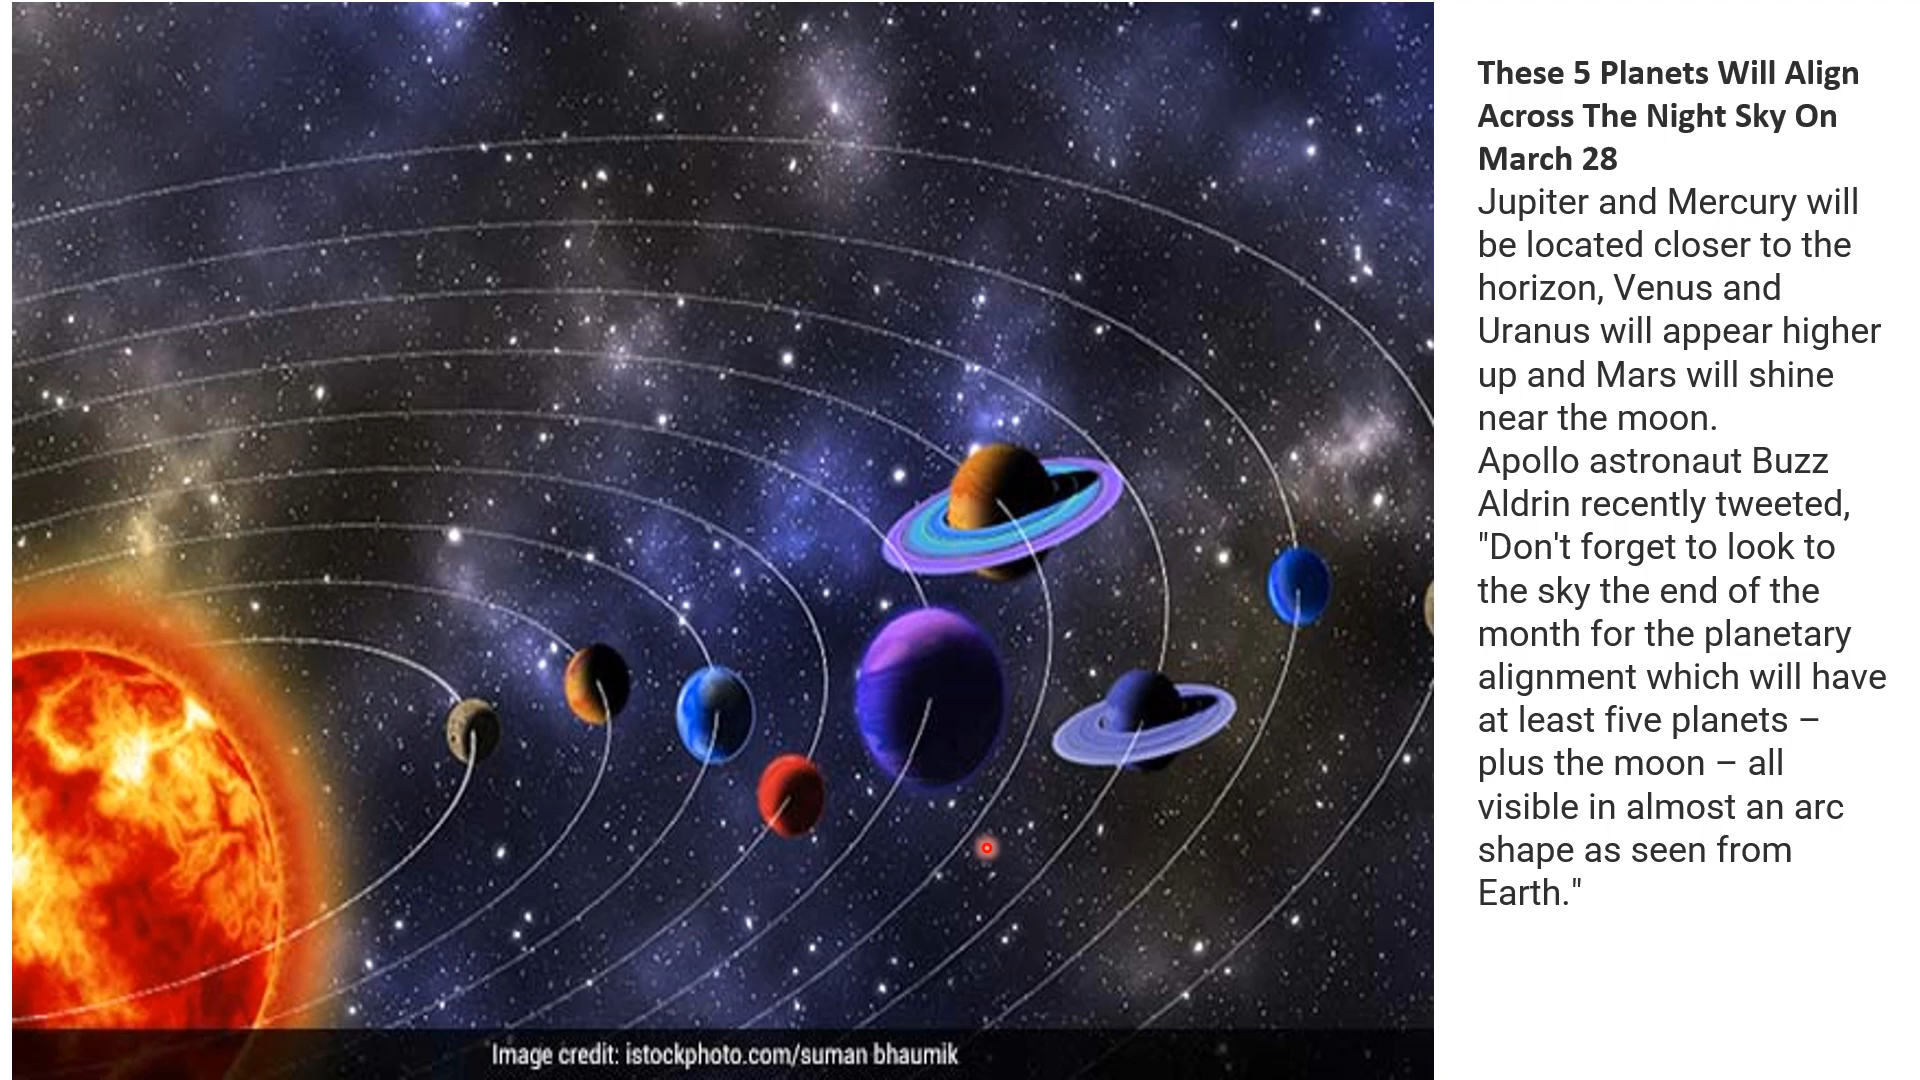 These 5 Planets Will Align
Across The Night Sky On
March 28
Jupiter and Mercury will
be located closer to the
horizon, Venus and
Uranus will appear higher
up and Mars will shine
near the moon.
Apollo astronaut Buzz
Aldrin recently tweeted,
"Don't forget to look to
the sky the end of the
month for the planetary
alignment which will have
at least five planets –
plus the moon – all
visible in almost an arc
shape as seen from
Earth."
Image credit: istockphoto.com/suman bhaumik